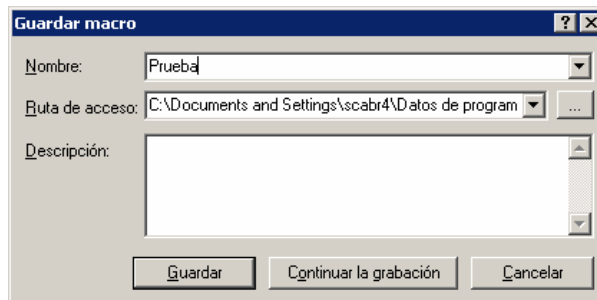 Guardar macro
Nombre: Prueba
Ruta de acceso: C:\Documents and Settings\scabr4\Datos de program ...
Descripción:
Guardar Continuar la grabación Cancelar